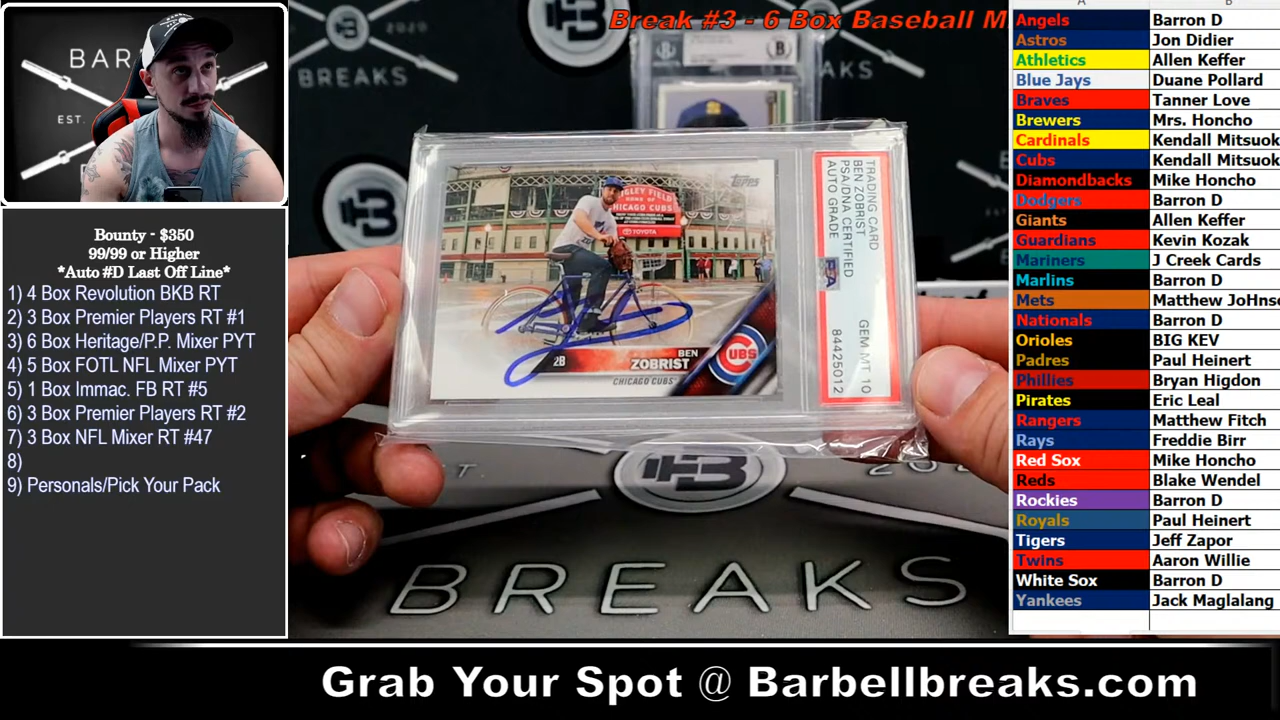 Break #3 - 6 Box Baseball M
BAR
EST.
BREAKS
2020
BREAKS
Bounty - $350
99/99 or Higher
*Auto #D Last Off Line*
1) 4 Box Revolution BKB RT
2) 3 Box Premier Players RT #1
3) 6 Box Heritage/P.P. Mixer PYT
4) 5 Box FOTL NFL Mixer PYT
5) 1 Box Immac. FB RT #5
6) 3 Box Premier Players RT #2
7) 3 Box NFL Mixer RT #47
8)
9) Personals/Pick Your Pack
Topps
WRIGLEY FIELD
HOME OF
CHICAGO CUBS
TOYOTA
2B
BEN
ZOBRIST
CHICAGO CUBS
CUBS
TRADING CARD
BEN ZOBRIST
PSA/DNA CERTIFIED
AUTO GRADE
PSA
GEM MT 10
84425012
EST.
BREAKS
A
B
Angels Barron D
Astros Jon Didier
Athletics Allen Keffer
Blue Jays Duane Pollard
Braves Tanner Love
Brewers Mrs. Honcho
Cardinals Kendall Mitsuok
Cubs Kendall Mitsuok
Diamondbacks Mike Honcho
Dodgers Barron D
Giants Allen Keffer
Guardians Kevin Kozak
Mariners J Creek Cards
Marlins Barron D
Mets Matthew JoHnso
Nationals Barron D
Orioles BIG KEV
Padres Paul Heinert
Phillies Bryan Higdon
Pirates Eric Leal
Rangers Matthew Fitch
Rays Freddie Birr
Red Sox Mike Honcho
Reds Blake Wendel
Rockies Barron D
Royals Paul Heinert
Tigers Jeff Zapor
Twins Aaron Willie
White Sox Barron D
Yankees Jack Maglalang
Grab Your Spot @ Barbellbreaks.com